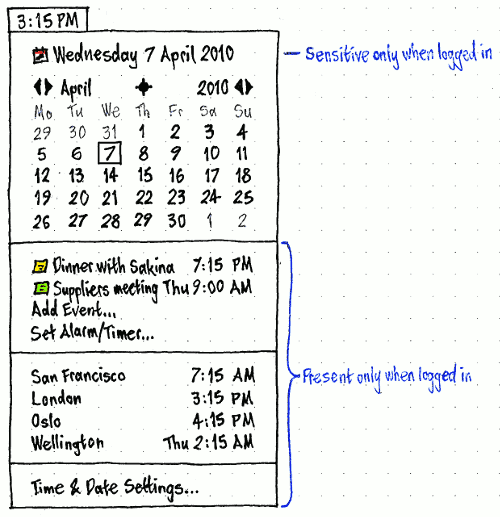 3:15 PM
Wednesday 7 April 2010
Sensitive only when logged in
April 2010
Mo Tu We Th Fr Sa Su
29 30 31 1 2 3 4
5 6 7 8 9 10 11
12 13 14 15 16 17 18
19 20 21 22 23 24 25
26 27 28 29 30 1 2
Dinner with Sakina 7:15 PM
Suppliers meeting Thu 9:00 AM
Add Event...
Set Alarm/Timer...
San Francisco 7:15 AM
Present only when logged in
London 3:15 PM
Oslo 4:15 PM
Wellington Thu 2:15 AM
Time & Date Settings...